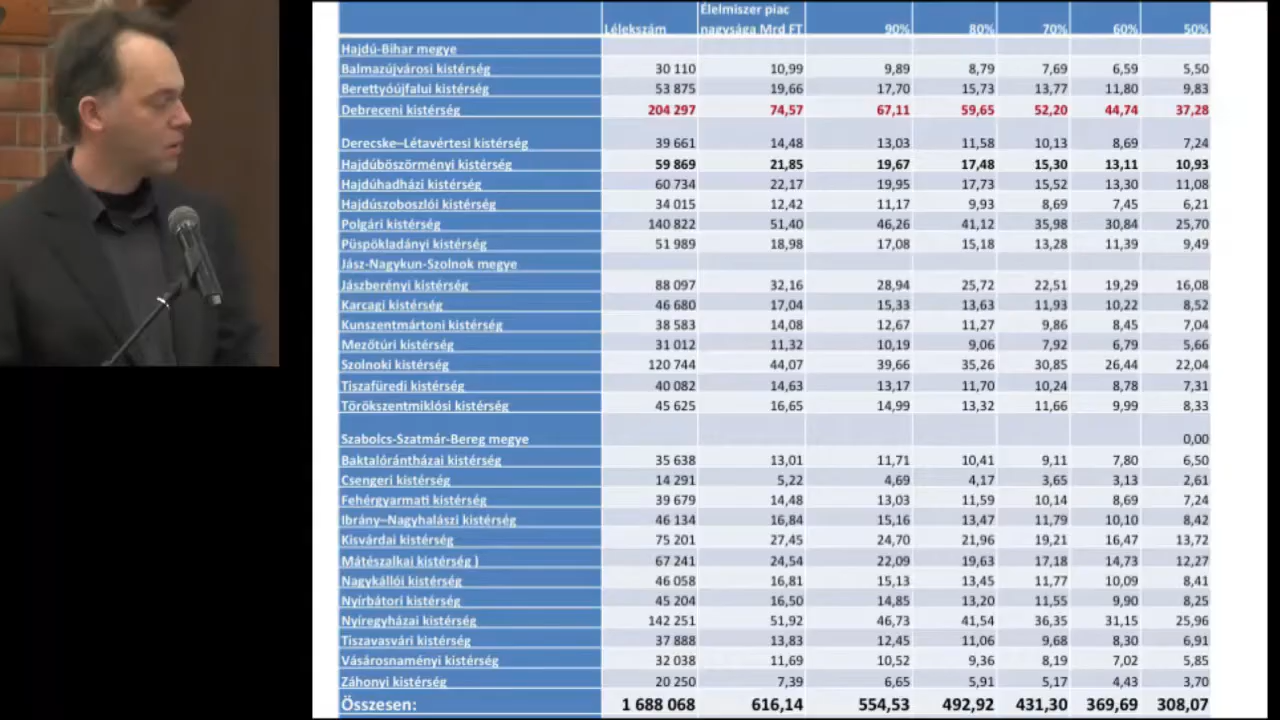 Lélekszám Élelmiszer piac nagysága Mrd FT 90% 80% 70% 60% 50%
Hajdú-Bihar megye
Balmazújvárosi kistérség 30 110 10,99 9,89 8,79 7,69 6,59 5,50
Berettyóújfalui kistérség 53 875 19,66 17,70 15,73 13,77 11,80 9,83
Debreceni kistérség 204 297 74,57 67,11 59,65 52,20 44,74 37,28
Derecske–Létavértesi kistérség 39 661 14,48 13,03 11,58 10,13 8,69 7,24
Hajdúböszörményi kistérség 59 869 21,85 19,67 17,48 15,30 13,11 10,93
Hajdúhadházi kistérség 60 734 22,17 19,95 17,73 15,52 13,30 11,08
Hajdúszoboszlói kistérség 34 015 12,42 11,17 9,93 8,69 7,45 6,21
Polgári kistérség 140 822 51,40 46,26 41,12 35,98 30,84 25,70
Püspökladányi kistérség 51 989 18,98 17,08 15,18 13,28 11,39 9,49
Jász-Nagykun-Szolnok megye
Jászberényi kistérség 88 097 32,16 28,94 25,72 22,51 19,29 16,08
Karcagi kistérség 46 680 17,04 15,33 13,63 11,93 10,22 8,52
Kunszentmártoni kistérség 38 583 14,08 12,67 11,27 9,86 8,45 7,04
Mezőtúri kistérség 31 012 11,32 10,19 9,06 7,92 6,79 5,66
Szolnoki kistérség 120 744 44,07 39,66 35,26 30,85 26,44 22,04
Tiszafüredi kistérség 40 082 14,63 13,17 11,70 10,24 8,78 7,31
Törökszentmiklósi kistérség 45 625 16,65 14,99 13,32 11,66 9,99 8,33
Szabolcs-Szatmár-Bereg megye 0,00
Baktalórántházai kistérség 35 638 13,01 11,71 10,41 9,11 7,80 6,50
Csengeri kistérség 14 291 5,22 4,69 4,17 3,65 3,13 2,61
Fehérgyarmati kistérség 39 679 14,48 13,03 11,59 10,14 8,69 7,24
Ibrány–Nagyhalászi kistérség 46 134 16,84 15,16 13,47 11,79 10,10 8,42
Kisvárdai kistérség 75 201 27,45 24,70 21,96 19,21 16,47 13,72
Mátészalkai kistérség ) 67 241 24,54 22,09 19,63 17,18 14,73 12,27
Nagykállói kistérség 46 058 16,81 15,13 13,45 11,77 10,09 8,41
Nyírbátori kistérség 45 204 16,50 14,85 13,20 11,55 9,90 8,25
Nyíregyházai kistérség 142 251 51,92 46,73 41,54 36,35 31,15 25,96
Tiszavasvári kistérség 37 888 13,83 12,45 11,06 9,68 8,30 6,91
Vásárosnaményi kistérség 32 038 11,69 10,52 9,36 8,19 7,02 5,85
Záhonyi kistérség 20 250 7,39 6,65 5,91 5,17 4,43 3,70
Összesen: 1 688 068 616,14 554,53 492,92 431,30 369,69 308,07